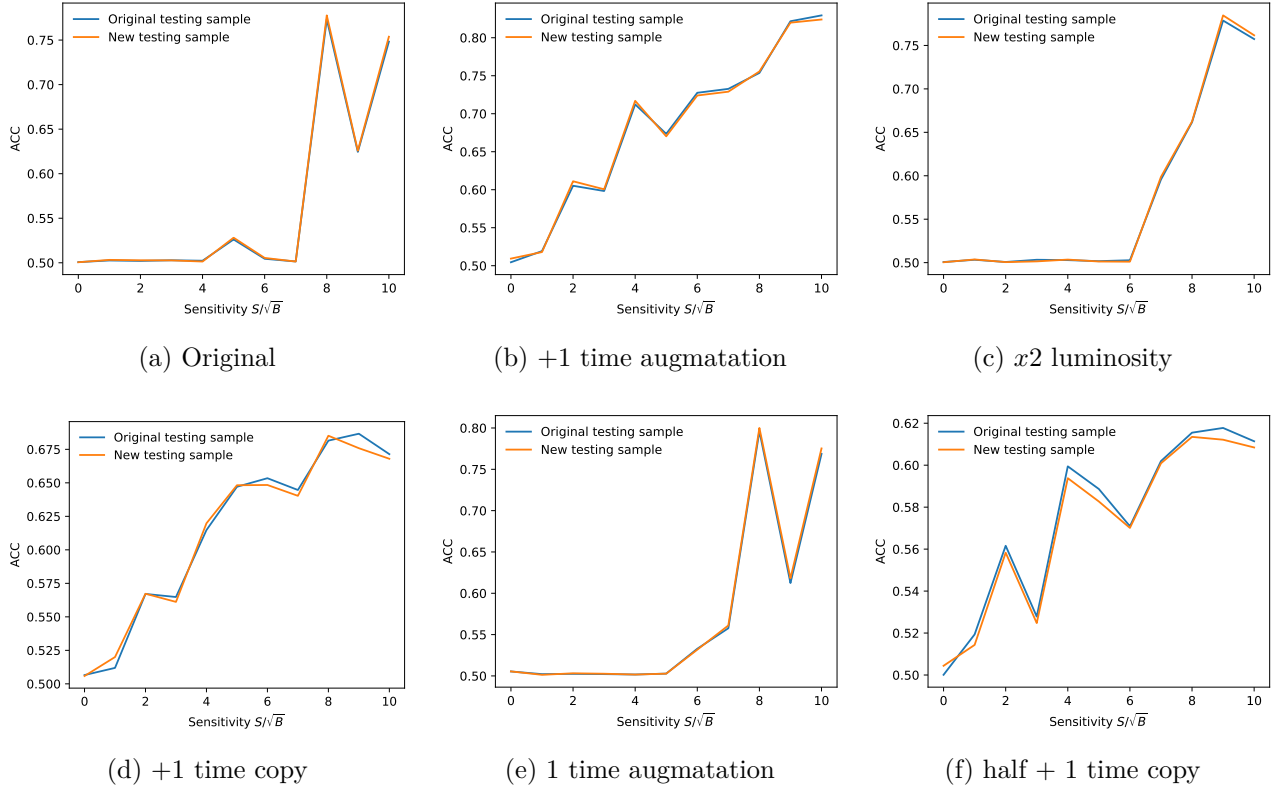 Original testing sample
New testing sample
0.75
0.70
0.65
0.60
0.55
0.50
ACC
0 2 4 6 8 10
Sensitivity S/√B
(a) Original
Original testing sample
New testing sample
0.80
0.75
0.70
0.65
0.60
0.55
0.50
ACC
0 2 4 6 8 10
Sensitivity S/√B
(b) +1 time augmatation
Original testing sample
New testing sample
0.75
0.70
0.65
0.60
0.55
0.50
ACC
0 2 4 6 8 10
Sensitivity S/√B
(c) x2 luminosity
Original testing sample
New testing sample
0.675
0.650
0.625
0.600
0.575
0.550
0.525
0.500
ACC
0 2 4 6 8 10
Sensitivity S/√B
(d) +1 time copy
Original testing sample
New testing sample
0.80
0.75
0.70
0.65
0.60
0.55
0.50
ACC
0 2 4 6 8 10
Sensitivity S/√B
(e) 1 time augmatation
Original testing sample
New testing sample
0.62
0.60
0.58
0.56
0.54
0.52
0.50
ACC
0 2 4 6 8 10
Sensitivity S/√B
(f) half + 1 time copy